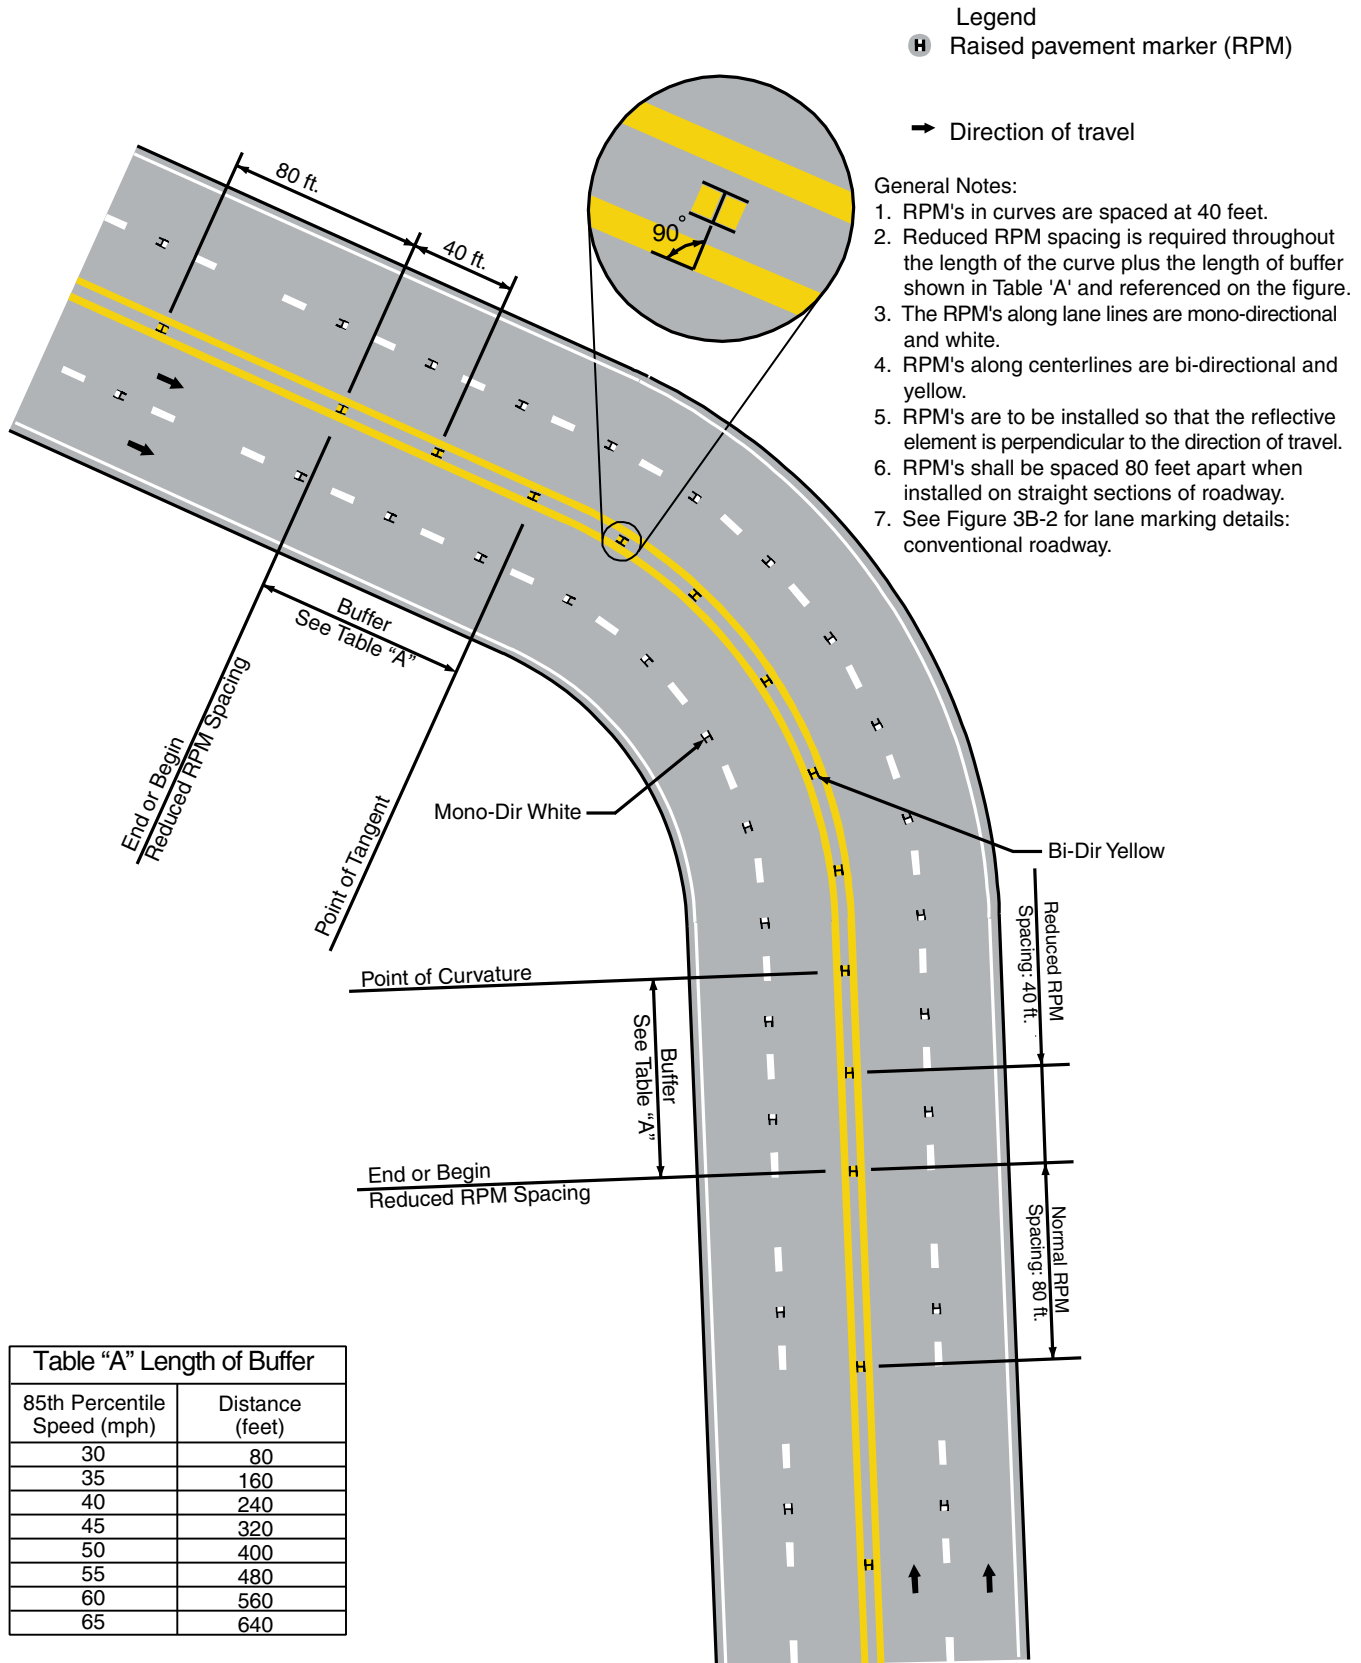 Legend
H Raised pavement marker (RPM)
Direction of travel
General Notes:
1. RPM's in curves are spaced at 40 feet.
2. Reduced RPM spacing is required throughout
the length of the curve plus the length of buffer
shown in Table 'A' and referenced on the figure.
3. The RPM's along lane lines are mono-directional
and white.
4. RPM's along centerlines are bi-directional and
yellow.
5. RPM's are to be installed so that the reflective
element is perpendicular to the direction of travel.
6. RPM's shall be spaced 80 feet apart when
installed on straight sections of roadway.
7. See Figure 3B-2 for lane marking details:
conventional roadway.
80 ft.
40 ft.
90°
Buffer
See Table “A”
End or Begin
Reduced RPM Spacing
Point of Tangent
Mono-Dir White
Bi-Dir Yellow
Reduced RPM
Spacing: 40 ft.
Point of Curvature
Buffer
See Table “A”
End or Begin
Reduced RPM Spacing
Normal RPM
Spacing: 80 ft.
Table “A” Length of Buffer
85th Percentile
Speed (mph)
Distance
(feet)
30 80
35 160
40 240
45 320
50 400
55 480
60 560
65 640